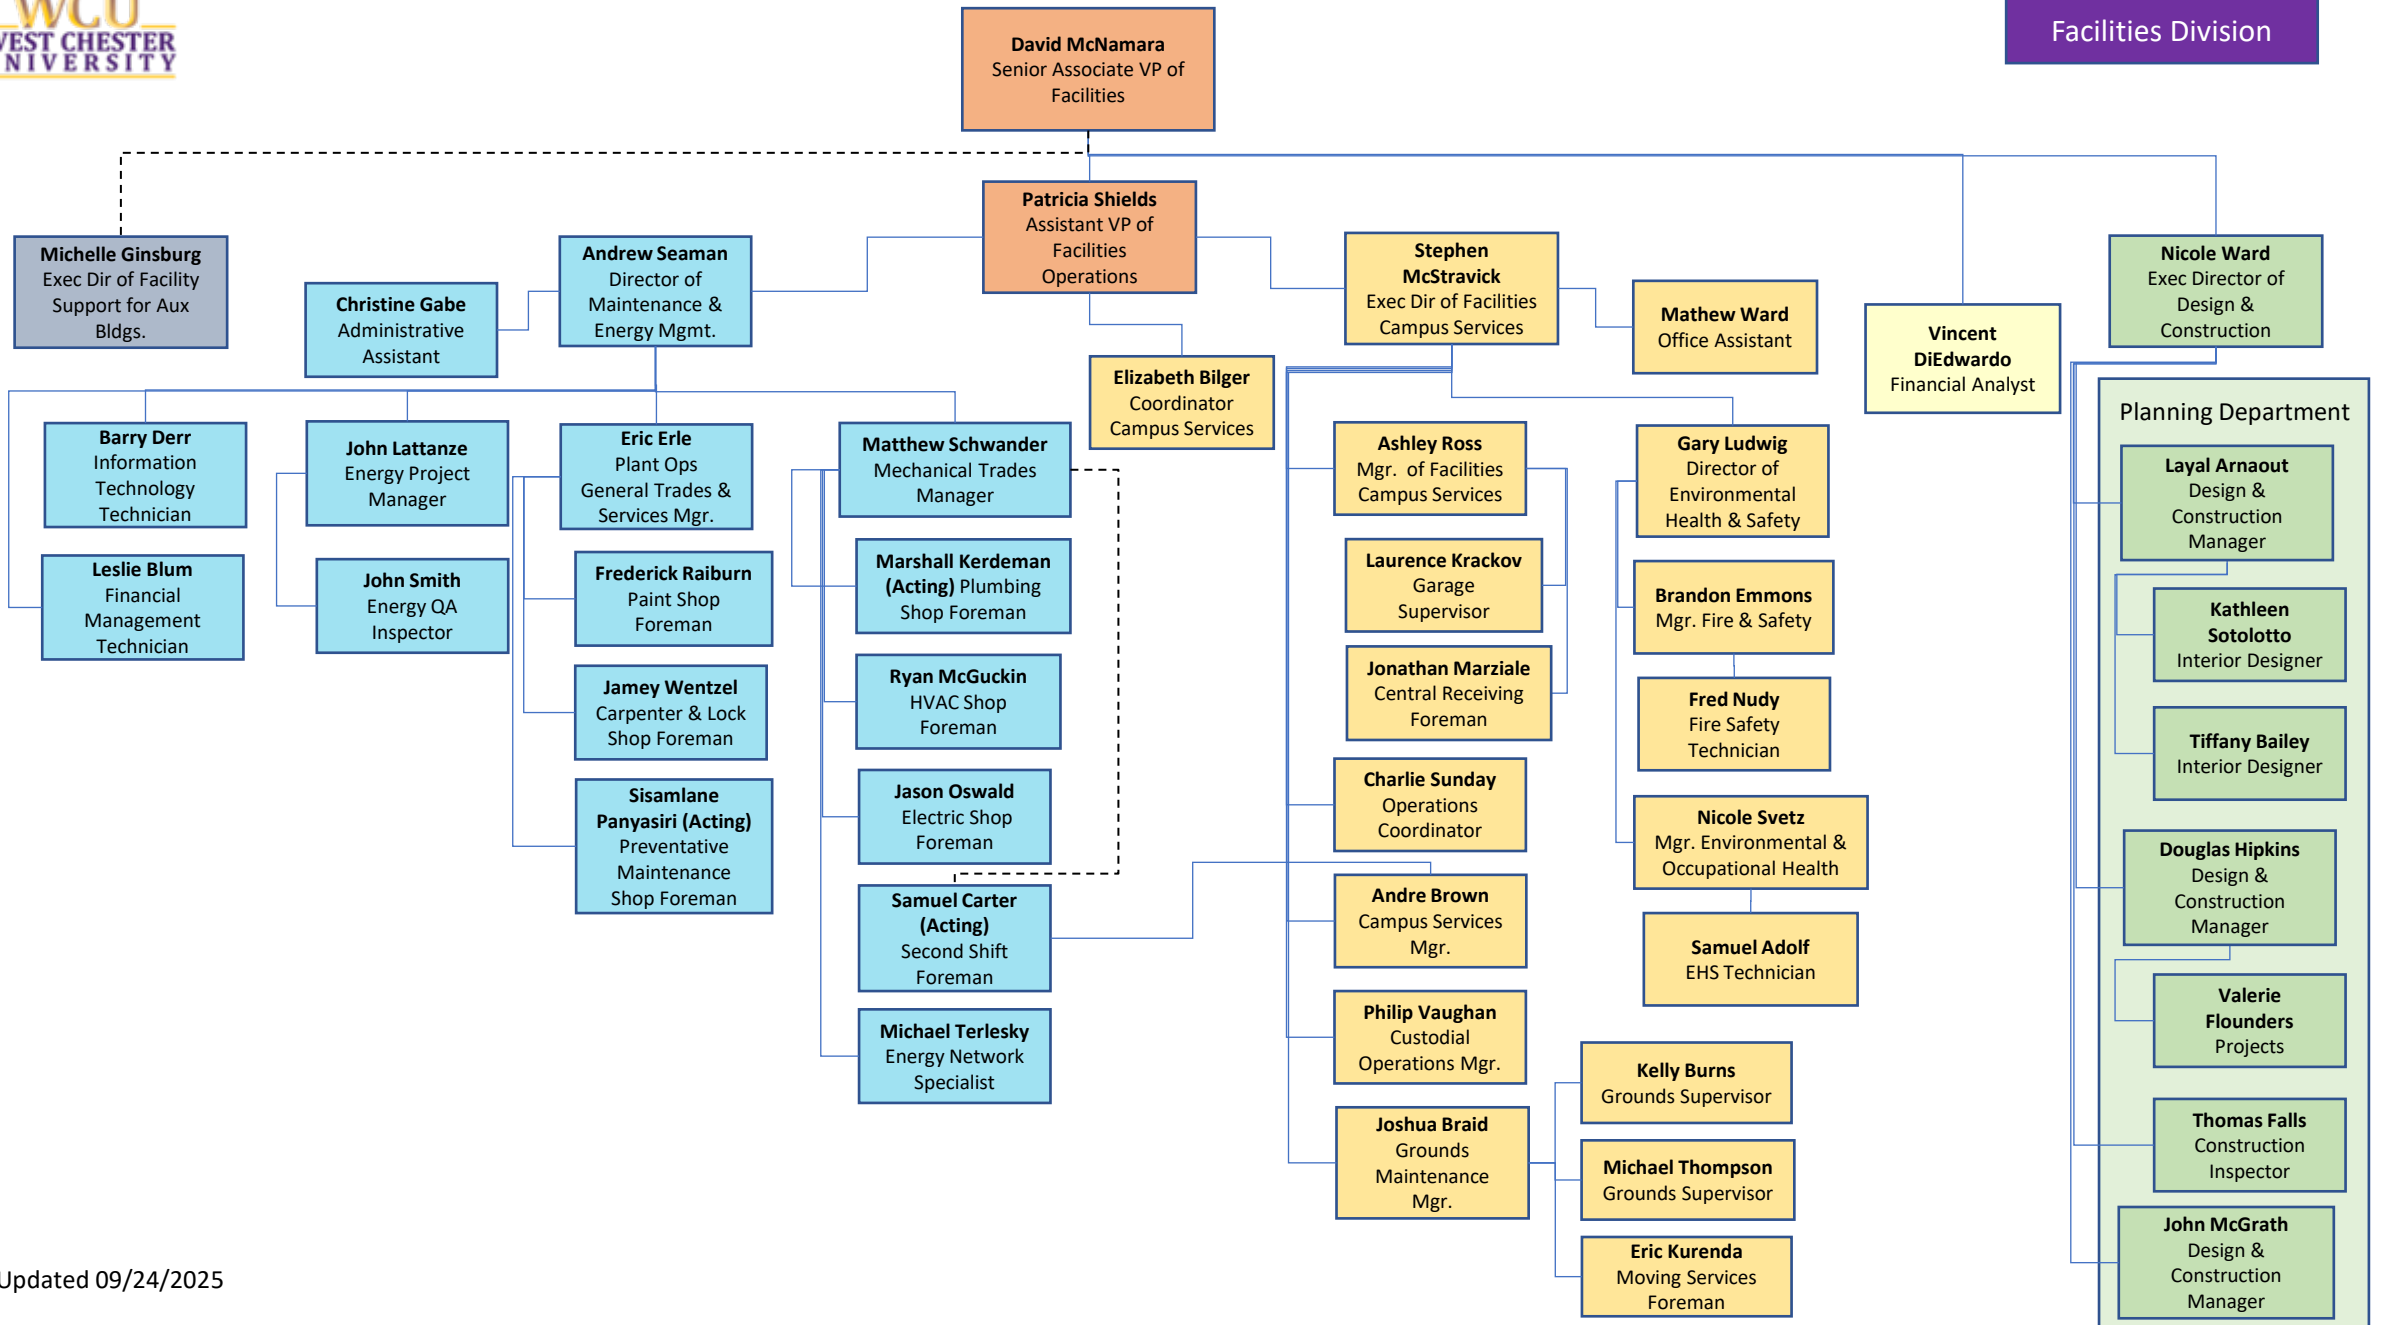 WCU
WEST CHESTER
UNIVERSITY
Facilities Division
David McNamara
Senior Associate VP of
Facilities
Patricia Shields
Assistant VP of
Facilities
Operations
Michelle Ginsburg
Exec Dir of Facility
Support for Aux
Bldgs.
Christine Gabe
Administrative
Assistant
Andrew Seaman
Director of
Maintenance &
Energy Mgmt.
Stephen
McStravick
Exec Dir of Facilities
Campus Services
Mathew Ward
Office Assistant
Vincent
DiEdwardo
Financial Analyst
Nicole Ward
Exec Director of
Design &
Construction
Elizabeth Bilger
Coordinator
Campus Services
Barry Derr
Information
Technology
Technician
Leslie Blum
Financial
Management
Technician
John Lattanze
Energy Project
Manager
John Smith
Energy QA
Inspector
Eric Erle
Plant Ops
General Trades &
Services Mgr.
Frederick Raiburn
Paint Shop
Foreman
Jamey Wentzel
Carpenter & Lock
Shop Foreman
Sisamlane
Panyasiri (Acting)
Preventative
Maintenance
Shop Foreman
Matthew Schwander
Mechanical Trades
Manager
Marshall Kerdeman
(Acting) Plumbing
Shop Foreman
Ryan McGuckin
HVAC Shop
Foreman
Jason Oswald
Electric Shop
Foreman
Samuel Carter
(Acting)
Second Shift
Foreman
Michael Terlesky
Energy Network
Specialist
Ashley Ross
Mgr. of Facilities
Campus Services
Laurence Krackov
Garage
Supervisor
Jonathan Marziale
Central Receiving
Foreman
Charlie Sunday
Operations
Coordinator
Andre Brown
Campus Services
Mgr.
Philip Vaughan
Custodial
Operations Mgr.
Joshua Braid
Grounds
Maintenance
Mgr.
Kelly Burns
Grounds Supervisor
Michael Thompson
Grounds Supervisor
Eric Kurenda
Moving Services
Foreman
Gary Ludwig
Director of
Environmental
Health & Safety
Brandon Emmons
Mgr. Fire & Safety
Fred Nudy
Fire Safety
Technician
Nicole Svetz
Mgr. Environmental &
Occupational Health
Samuel Adolf
EHS Technician
Planning Department
Layal Arnaout
Design &
Construction
Manager
Kathleen
Sotolotto
Interior Designer
Tiffany Bailey
Interior Designer
Douglas Hipkins
Design &
Construction
Manager
Valerie
Flounders
Projects
Thomas Falls
Construction
Inspector
John McGrath
Design &
Construction
Manager
Updated 09/24/2025